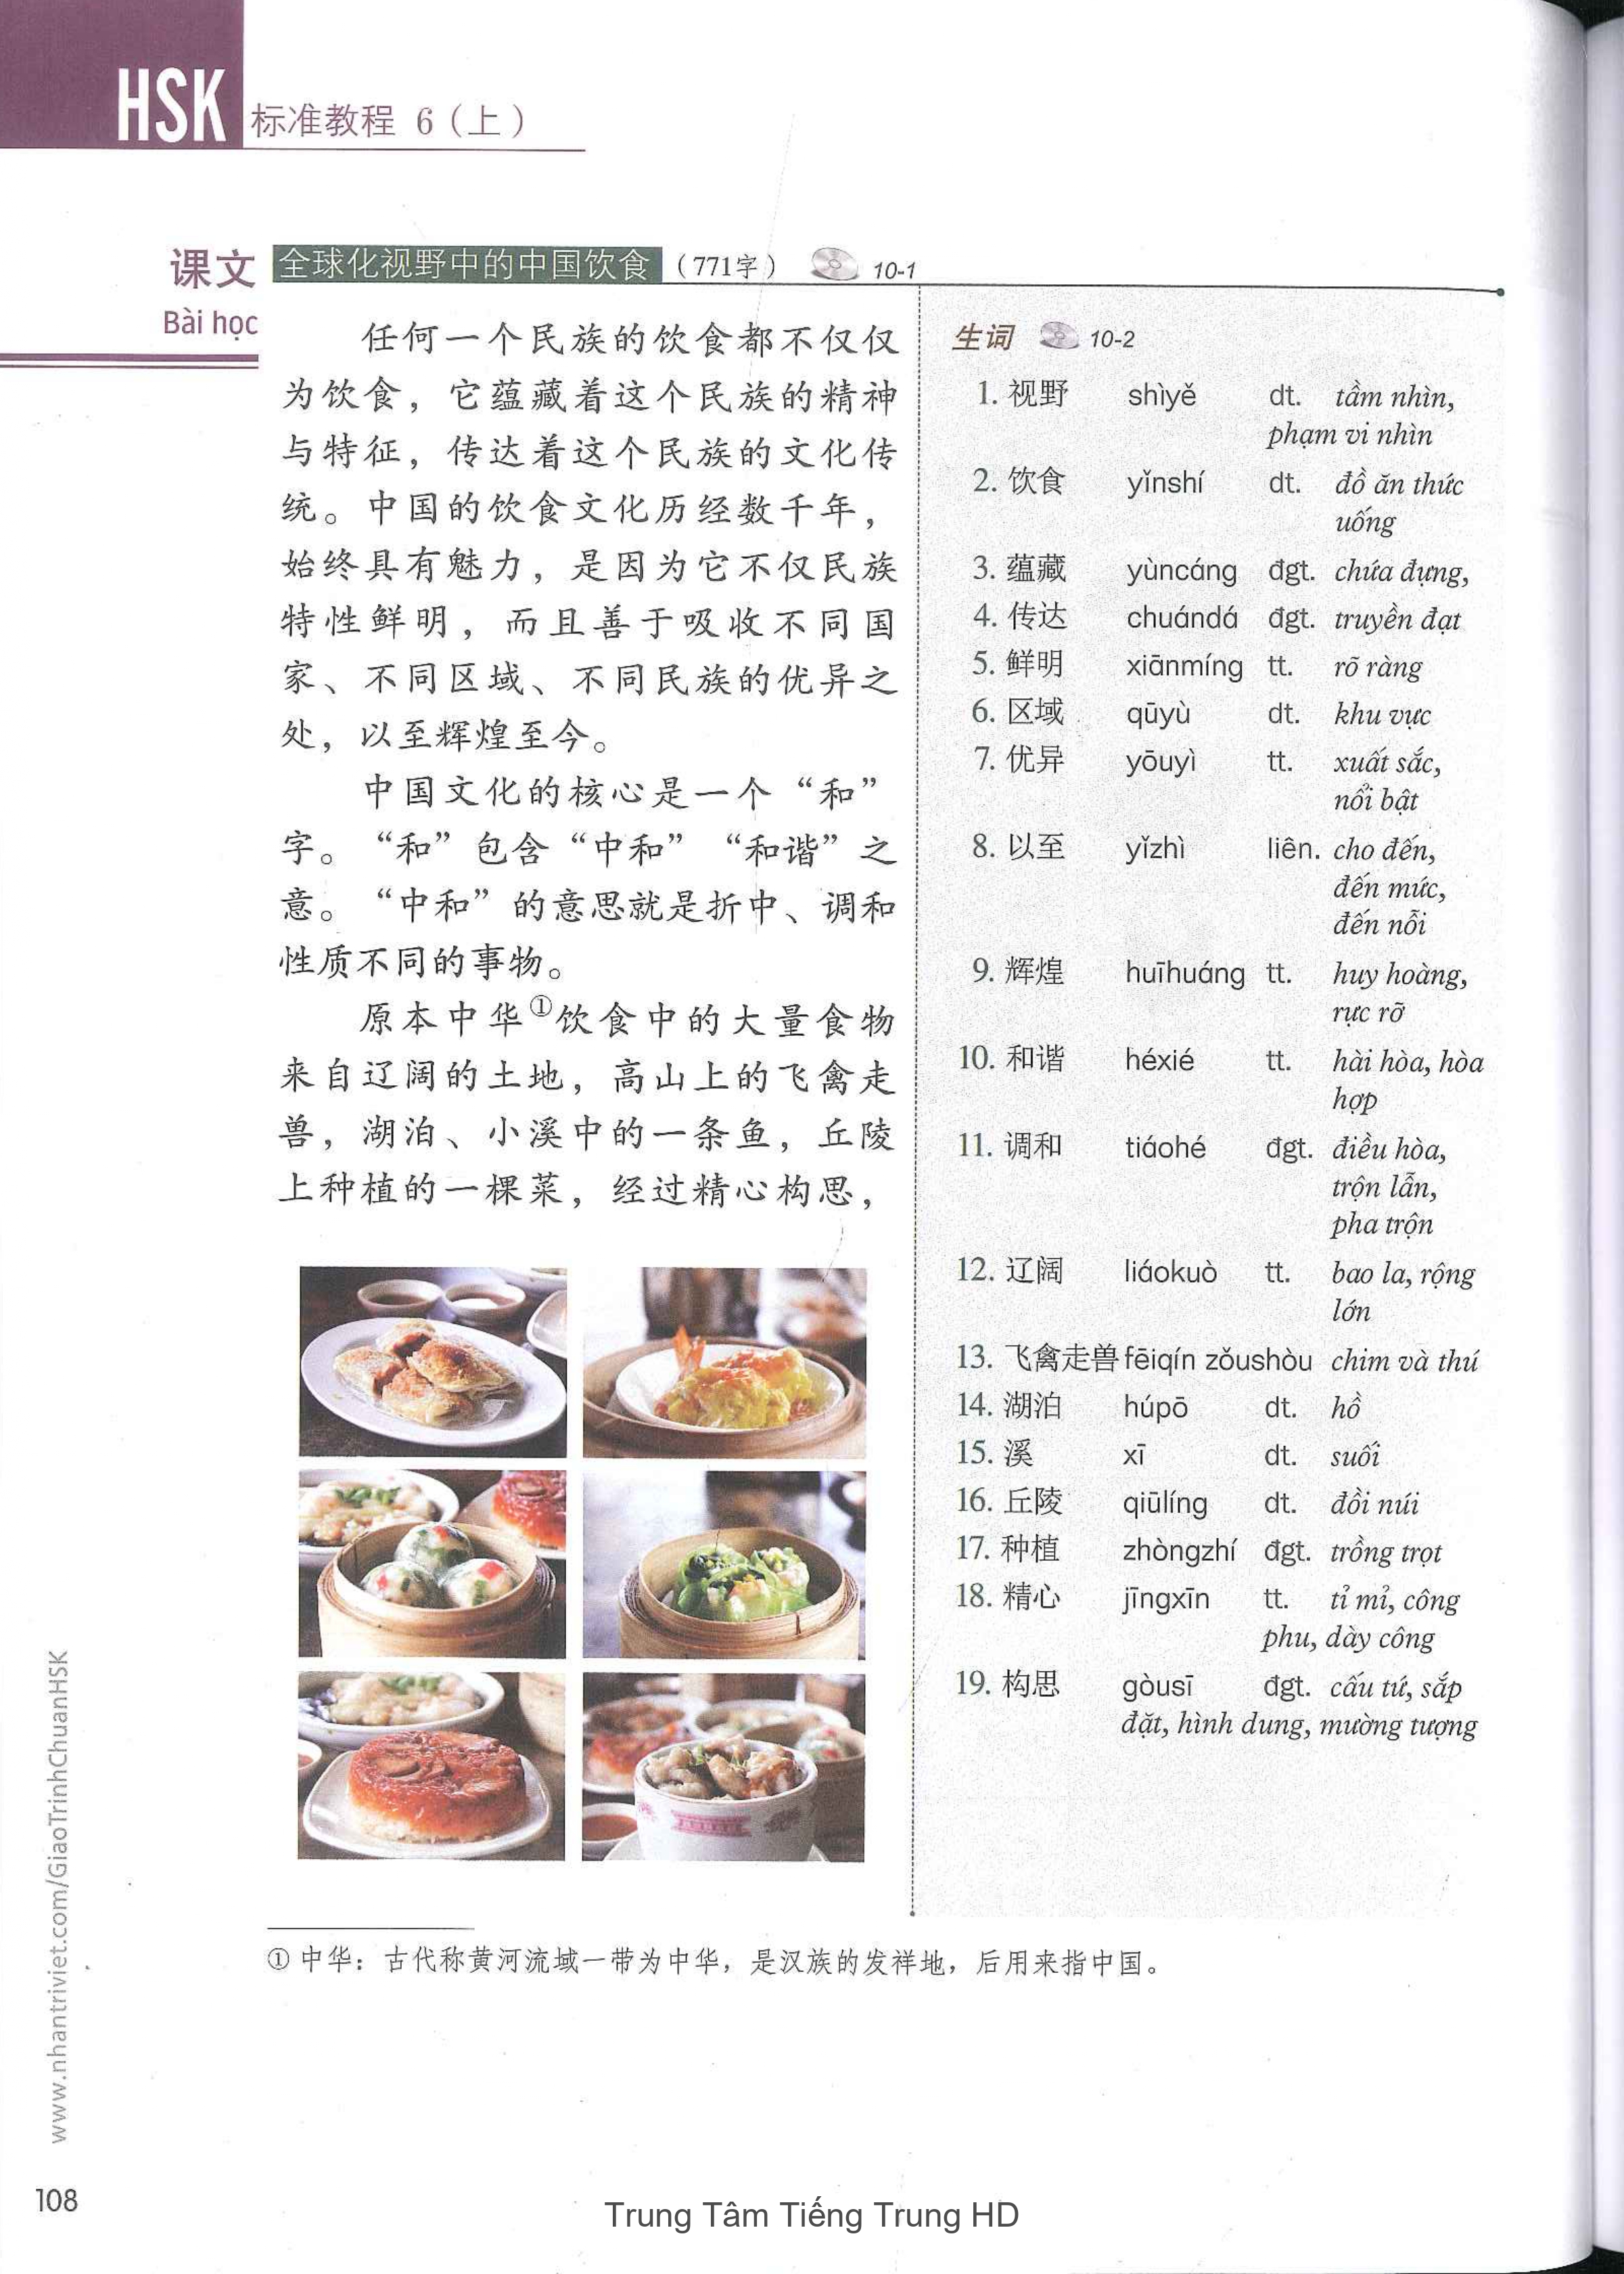 HSK 标准教程 6（上）
课文 全球化视野中的中国饮食 （771字） 10-1
Bài học
任何一个民族的饮食都不仅仅
为饮食，它蕴藏着这个民族的精神
与特征，传达着这个民族的文化传
统。中国的饮食文化历经数千年，
始终具有魅力，是因为它不仅民族
特性鲜明，而且善于吸收不同国
家、不同区域、不同民族的优异之
处，以至辉煌至今。
中国文化的核心是一个“和”
字。“和”包含“中和”“和谐”之
意。“中和”的意思就是折中、调和
性质不同的事物。
原本中华①饮食中的大量食物
来自辽阔的土地，高山上的飞禽走
兽，湖泊、小溪中的一条鱼，丘陵
上种植的一棵菜，经过精心构思，
生词 10-2
1. 视野 shìyě dt. tầm nhìn,
phạm vi nhìn
2. 饮食 yǐnshí dt. đồ ăn thức
uống
3. 蕴藏 yùncáng đgt. chứa đựng,
4. 传达 chuándá đgt. truyền đạt
5. 鲜明 xiānmíng tt. rõ ràng
6. 区域 qūyù dt. khu vực
7. 优异 yōuyì tt. xuất sắc,
nổi bật
8. 以至 yǐzhì liên. cho đến,
đến mức,
đến nỗi
9. 辉煌 huīhuáng tt. huy hoàng,
rực rỡ
10. 和谐 héxié tt. hài hòa, hòa
hợp
11. 调和 tiáohé đgt. điều hòa,
trộn lẫn,
pha trộn
12. 辽阔 liáokuò tt. bao la, rộng
lớn
13. 飞禽走兽 fēiqín zǒushòu chim và thú
14. 湖泊 húpō dt. hồ
15. 溪 xī dt. suối
16. 丘陵 qiūlíng dt. đồi núi
17. 种植 zhòngzhí đgt. trồng trọt
18. 精心 jīngxīn tt. tỉ mỉ, công
phu, dày công
19. 构思 gòusī đgt. cấu tứ, sắp
đặt, hình dung, mường tượng
① 中华：古代称黄河流域一带为中华，是汉族的发祥地，后用来指中国。
www.nhantriviet.com/GiaoTrinhChuanHSK
108
Trung Tâm Tiếng Trung HD